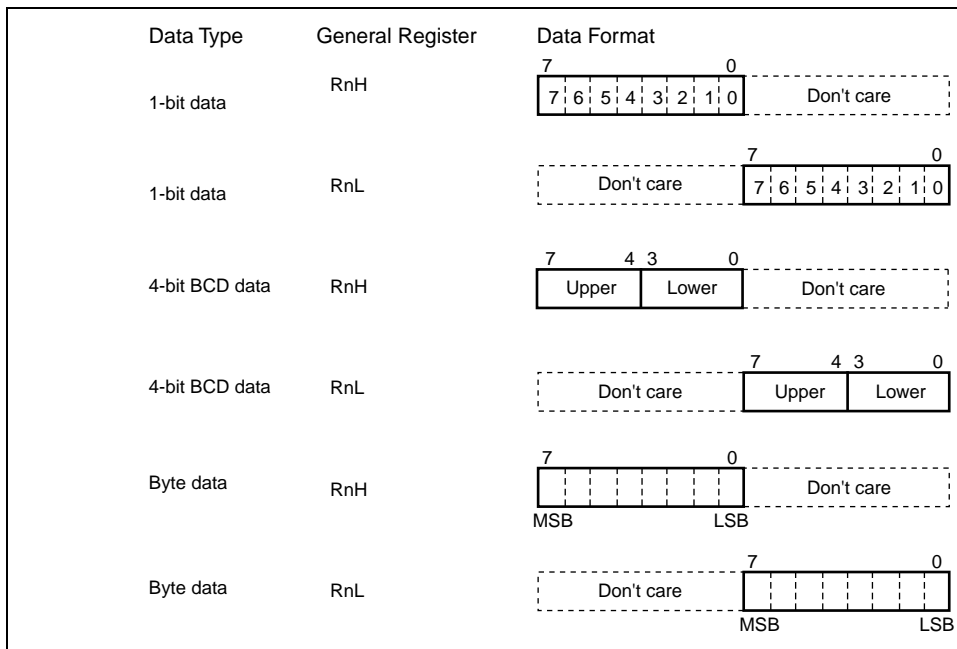 Data Type General Register Data Format
7 0
1-bit data RnH 7 6 5 4 3 2 1 0 Don't care
7 0
1-bit data RnL Don't care 7 6 5 4 3 2 1 0
7 4 3 0
4-bit BCD data RnH Upper Lower Don't care
7 4 3 0
4-bit BCD data RnL Don't care Upper Lower
7 0
Byte data RnH Don't care
MSB LSB
7 0
Byte data RnL Don't care
MSB LSB